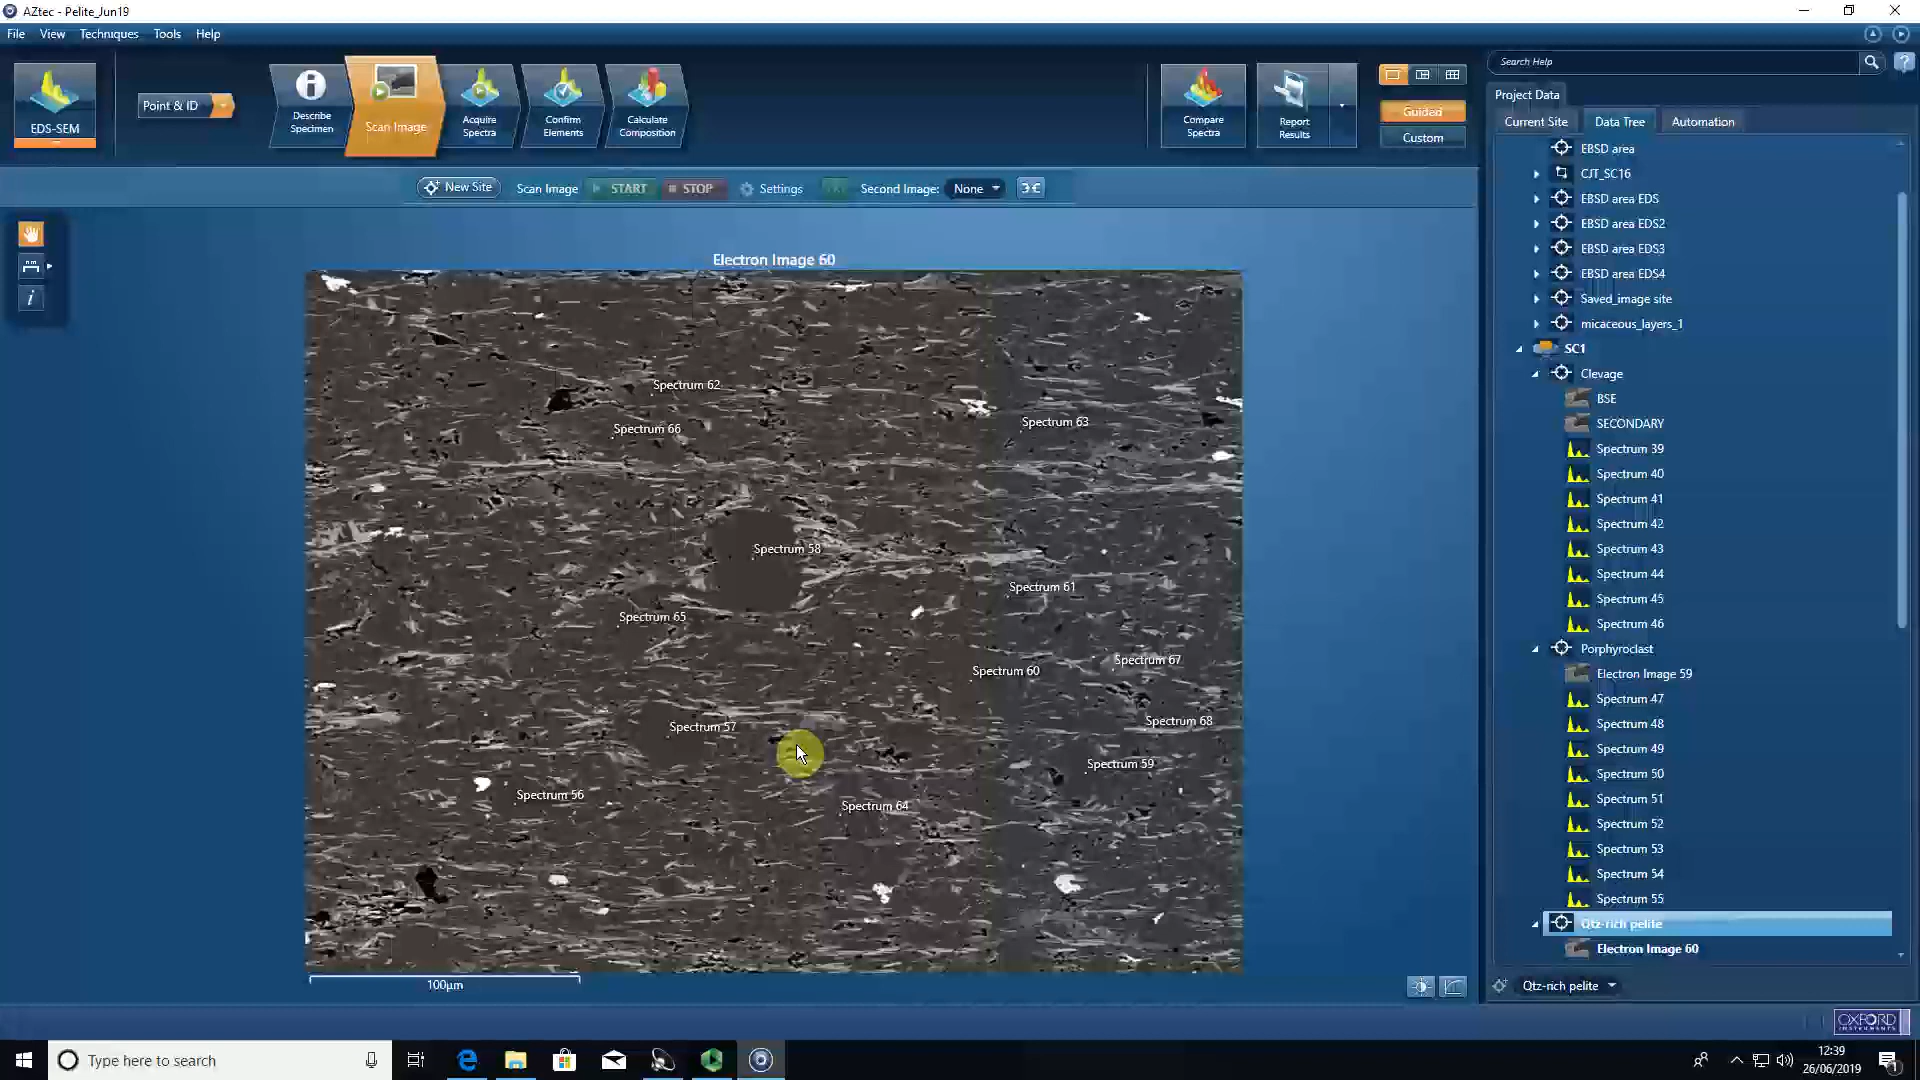 AZtec - Pelite_Jun19
File View Techniques Tools Help
EDS-SEM
Point & ID
Describe
Specimen
Scan Image
Acquire
Spectra
Confirm
Elements
Calculate
Composition
Compare
Spectra
Report
Results
Guided
Custom
Search Help
Project Data
Current Site Data Tree Automation
New Site Scan Image START STOP Settings Second Image: None
Electron Image 60
Spectrum 62
Spectrum 66
Spectrum 63
Spectrum 58
Spectrum 61
Spectrum 65
Spectrum 60
Spectrum 67
Spectrum 68
Spectrum 57
Spectrum 59
Spectrum 56
Spectrum 64
100µm
EBSD area
CJT_SC16
EBSD area EDS
EBSD area EDS2
EBSD area EDS3
EBSD area EDS4
Saved_image site
micaceous_layers_1
SC1
Clevage
BSE
SECONDARY
Spectrum 39
Spectrum 40
Spectrum 41
Spectrum 42
Spectrum 43
Spectrum 44
Spectrum 45
Spectrum 46
Porphyroclast
Electron Image 59
Spectrum 47
Spectrum 48
Spectrum 49
Spectrum 50
Spectrum 51
Spectrum 52
Spectrum 53
Spectrum 54
Spectrum 55
Qtz-rich pelite
Electron Image 60
Qtz-rich pelite
OXFORD
Type here to search
12:39
26/06/2019
1